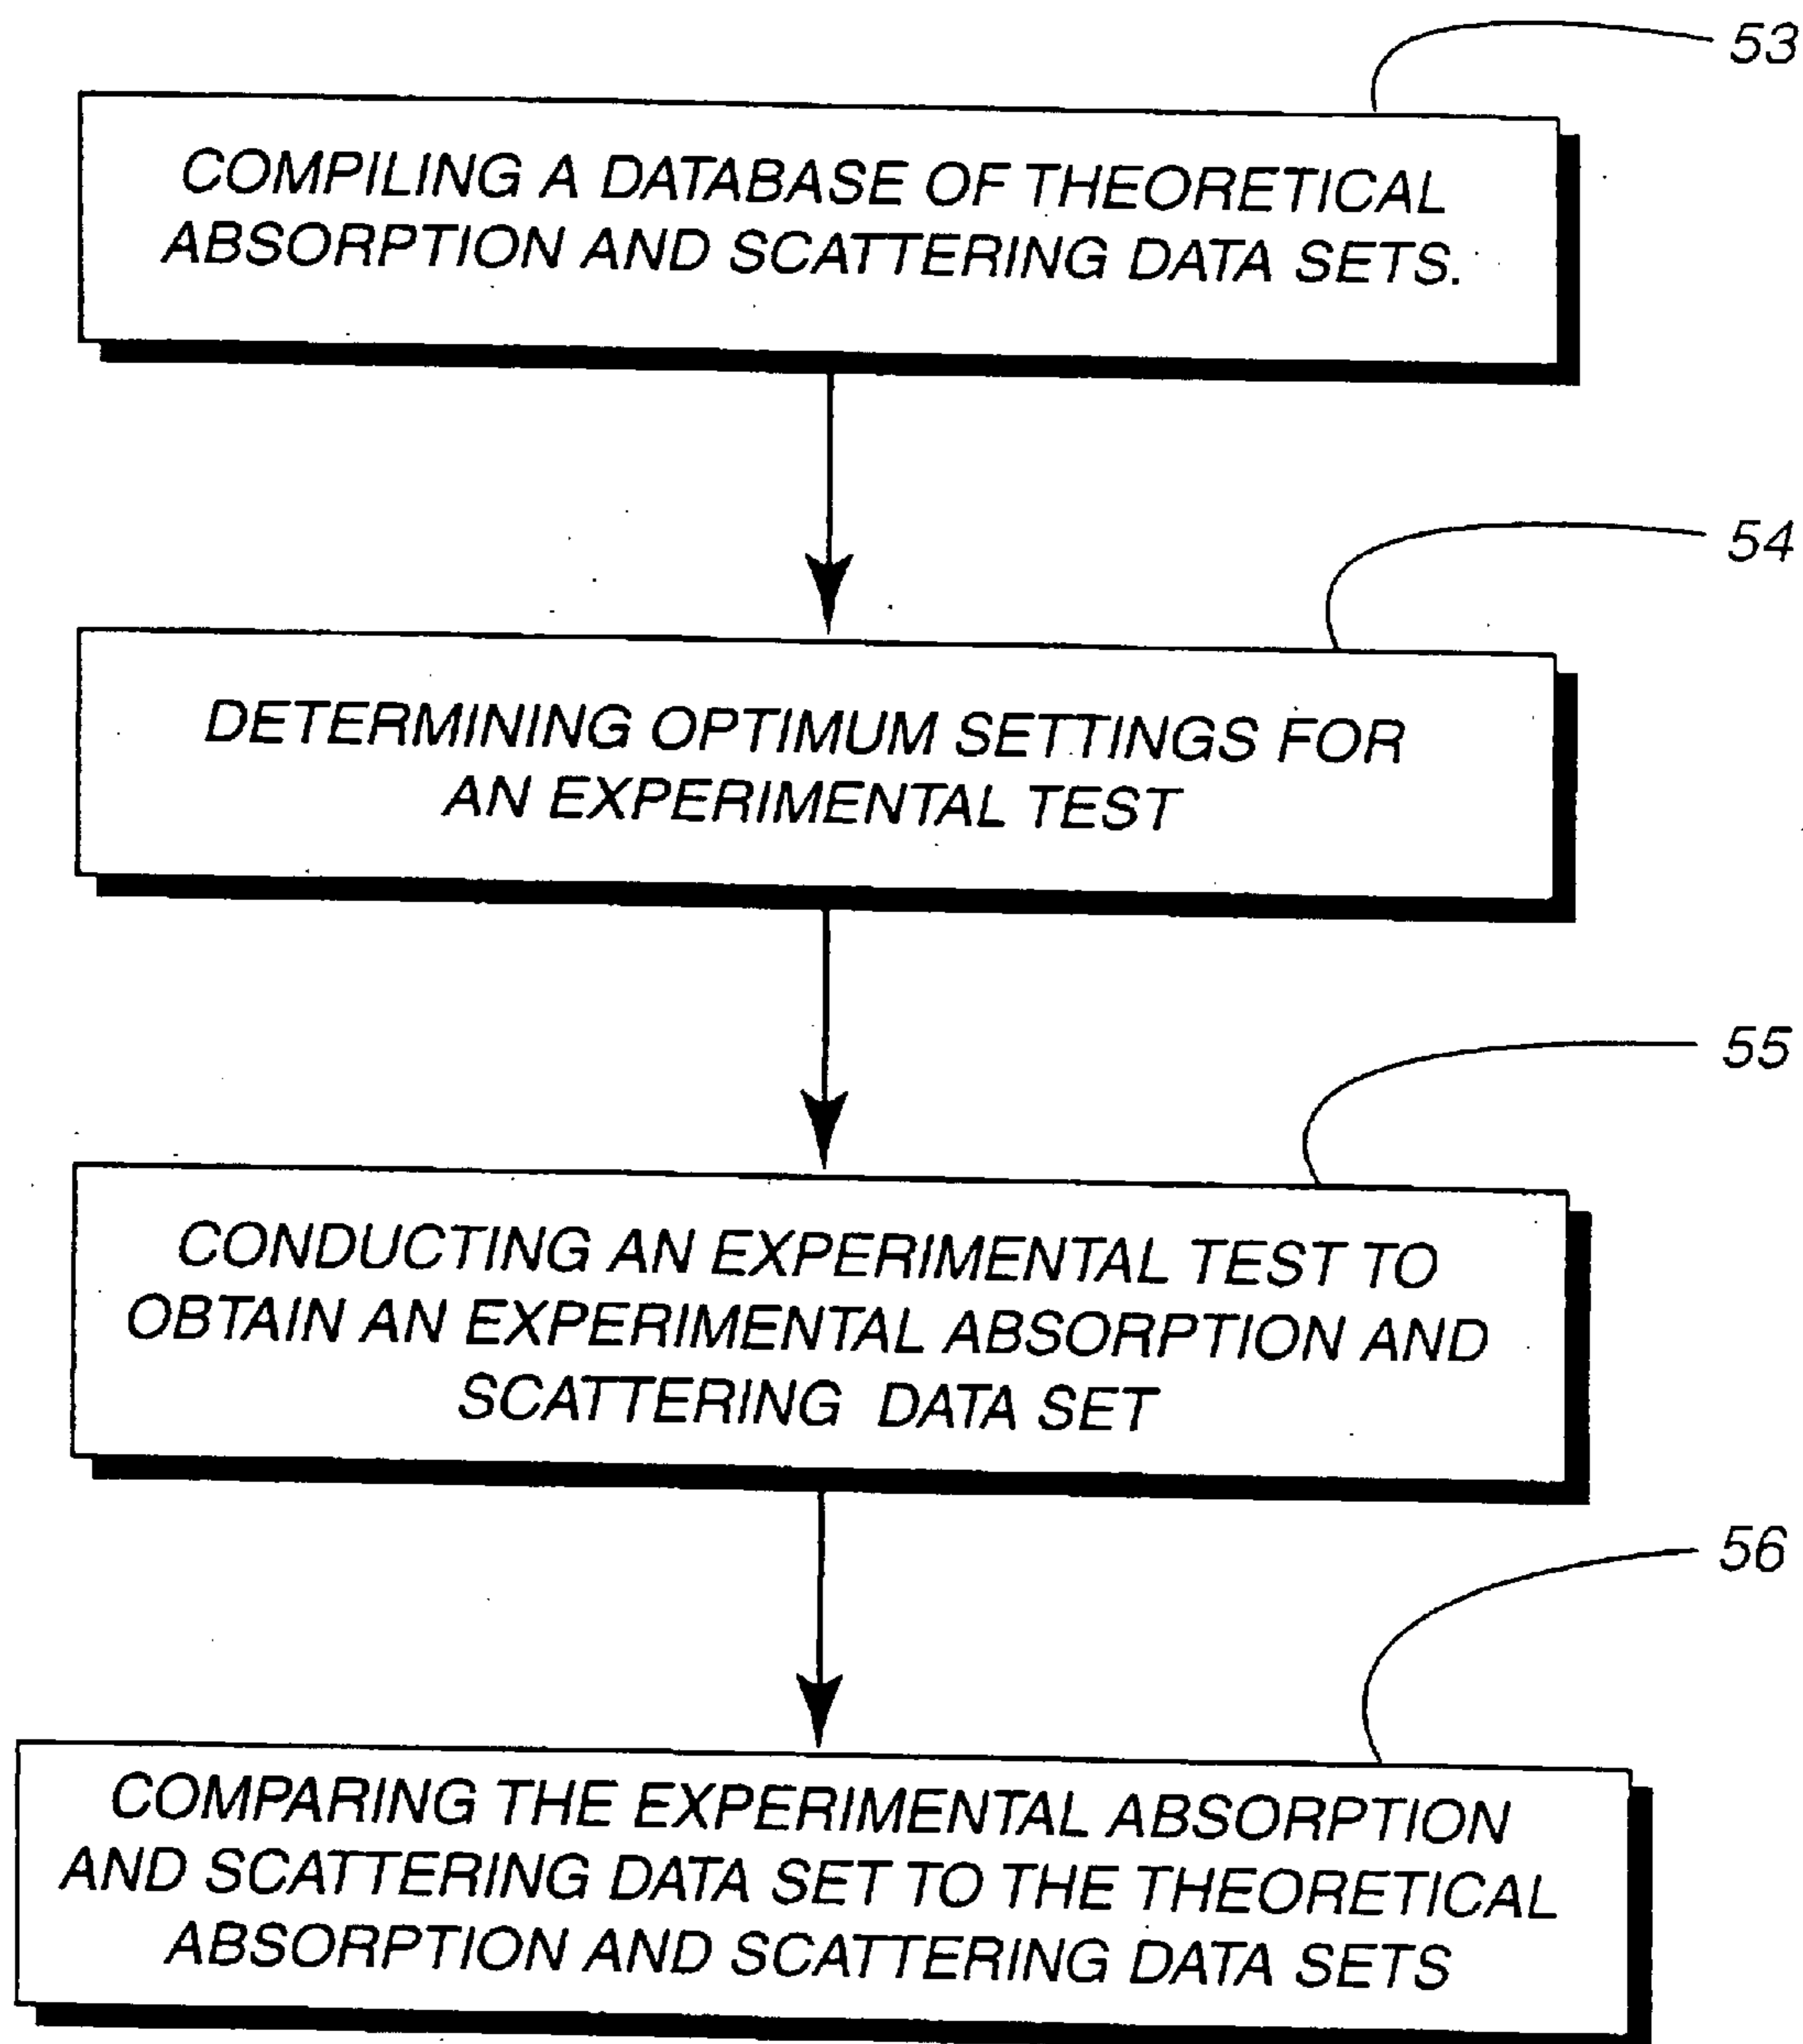 53
COMPILING A DATABASE OF THEORETICAL
ABSORPTION AND SCATTERING DATA SETS.
54
DETERMINING OPTIMUM SETTINGS FOR
AN EXPERIMENTAL TEST
55
CONDUCTING AN EXPERIMENTAL TEST TO
OBTAIN AN EXPERIMENTAL ABSORPTION AND
SCATTERING DATA SET
56
COMPARING THE EXPERIMENTAL ABSORPTION
AND SCATTERING DATA SET TO THE THEORETICAL
ABSORPTION AND SCATTERING DATA SETS